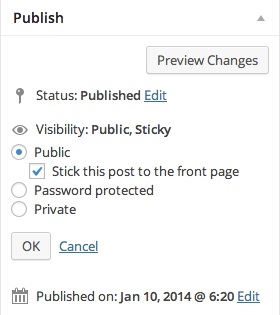 Publish
Preview Changes
Status: Published Edit
Visibility: Public, Sticky
Public
Stick this post to the front page
Password protected
Private
OK Cancel
Published on: Jan 10, 2014 @ 6:20 Edit